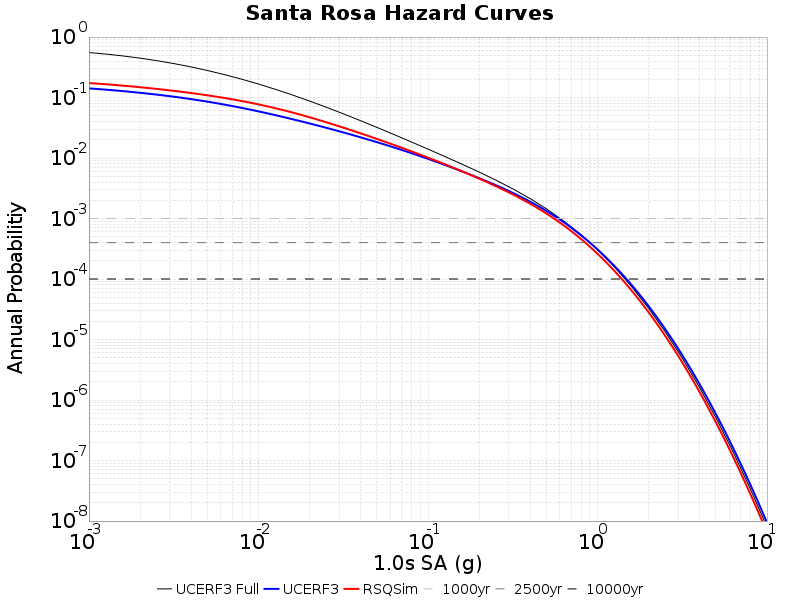 Santa Rosa Hazard Curves
10^0
10^-1
10^-2
10^-3
10^-4
10^-5
10^-6
10^-7
10^-8
Annual Probabilitiy
10^-3 10^-2 10^-1 10^0 10^1
1.0s SA (g)
UCERF3 Full UCERF3 RSQSim 1000yr 2500yr 10000yr